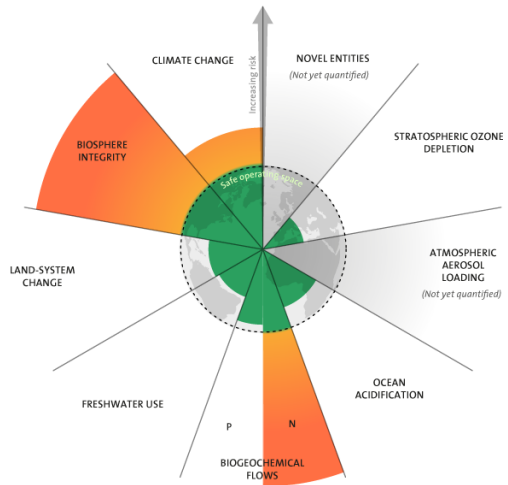 CLIMATE CHANGE
NOVEL ENTITIES
(Not yet quantified)
Increasing risk
STRATOSPHERIC OZONE
DEPLETION
BIOSPHERE
INTEGRITY
Safe operating space
ATMOSPHERIC
AEROSOL
LOADING
(Not yet quantified)
LAND-SYSTEM
CHANGE
OCEAN
ACIDIFICATION
FRESHWATER USE
P
N
BIOGEOCHEMICAL
FLOWS